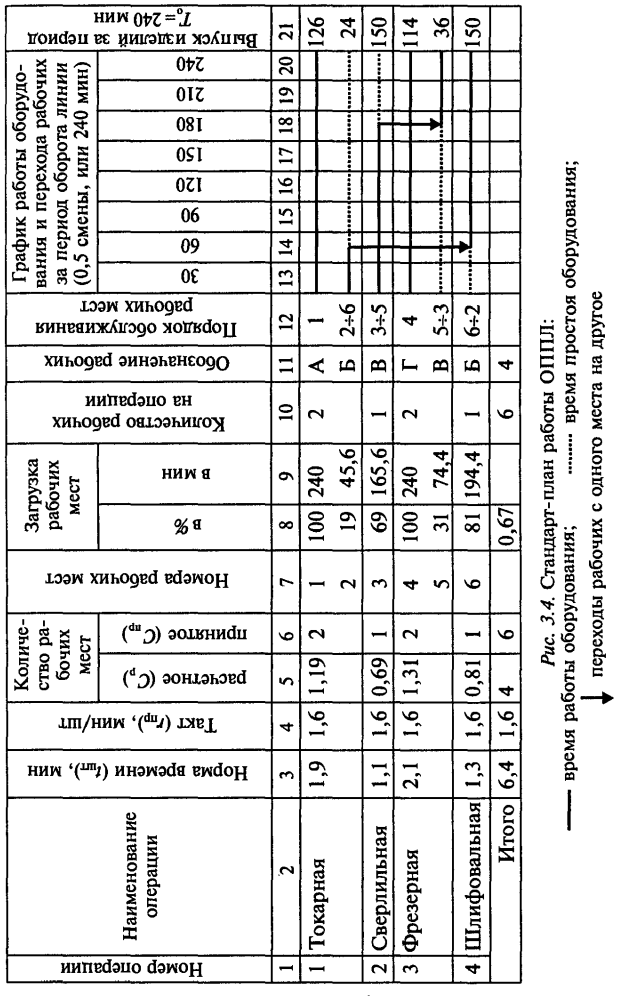 Номер операции
Наименование операции
Норма времени (tшт), мин
Такт (rпр), мин/шт
Количе-
ство ра-
бочих
мест
расчетное (Cр)
принятое (Cпр)
Номера рабочих мест
Загрузка
рабочих
мест
в %
в мин
Количество рабочих
на операции
Обозначение рабочих
Порядок обслуживания
рабочих мест
График работы оборудо-
вания и перехода рабочих
за период оборота линии
(0,5 смены, или 240 мин)
30 60 90 120 150 180 210 240
Выпуск изделий за период
Tо= 240 мин
1 2 3 4 5 6 7 8 9 10 11 12 13 14 15 16 17 18 19 20 21
1 Токарная 1,9 1,6 1,19 2 1 100 240 2 А 1 126
2 19 45,6 Б 2÷6 24
2 Сверлильная 1,1 1,6 0,69 1 3 69 165,6 1 В 3÷5 150
3 Фрезерная 2,1 1,6 1,31 2 4 100 240 2 Г 4 114
5 31 74,4 В 5÷3 36
4 Шлифовальная 1,3 1,6 0,81 1 6 81 194,4 1 Б 6÷2 150
Итого 6,4 1,6 4 6 0,67 6 4
Рис. 3.4. Стандарт-план работы ОППЛ:
время работы оборудования; время простоя оборудования;
переходы рабочих с одного места на другое